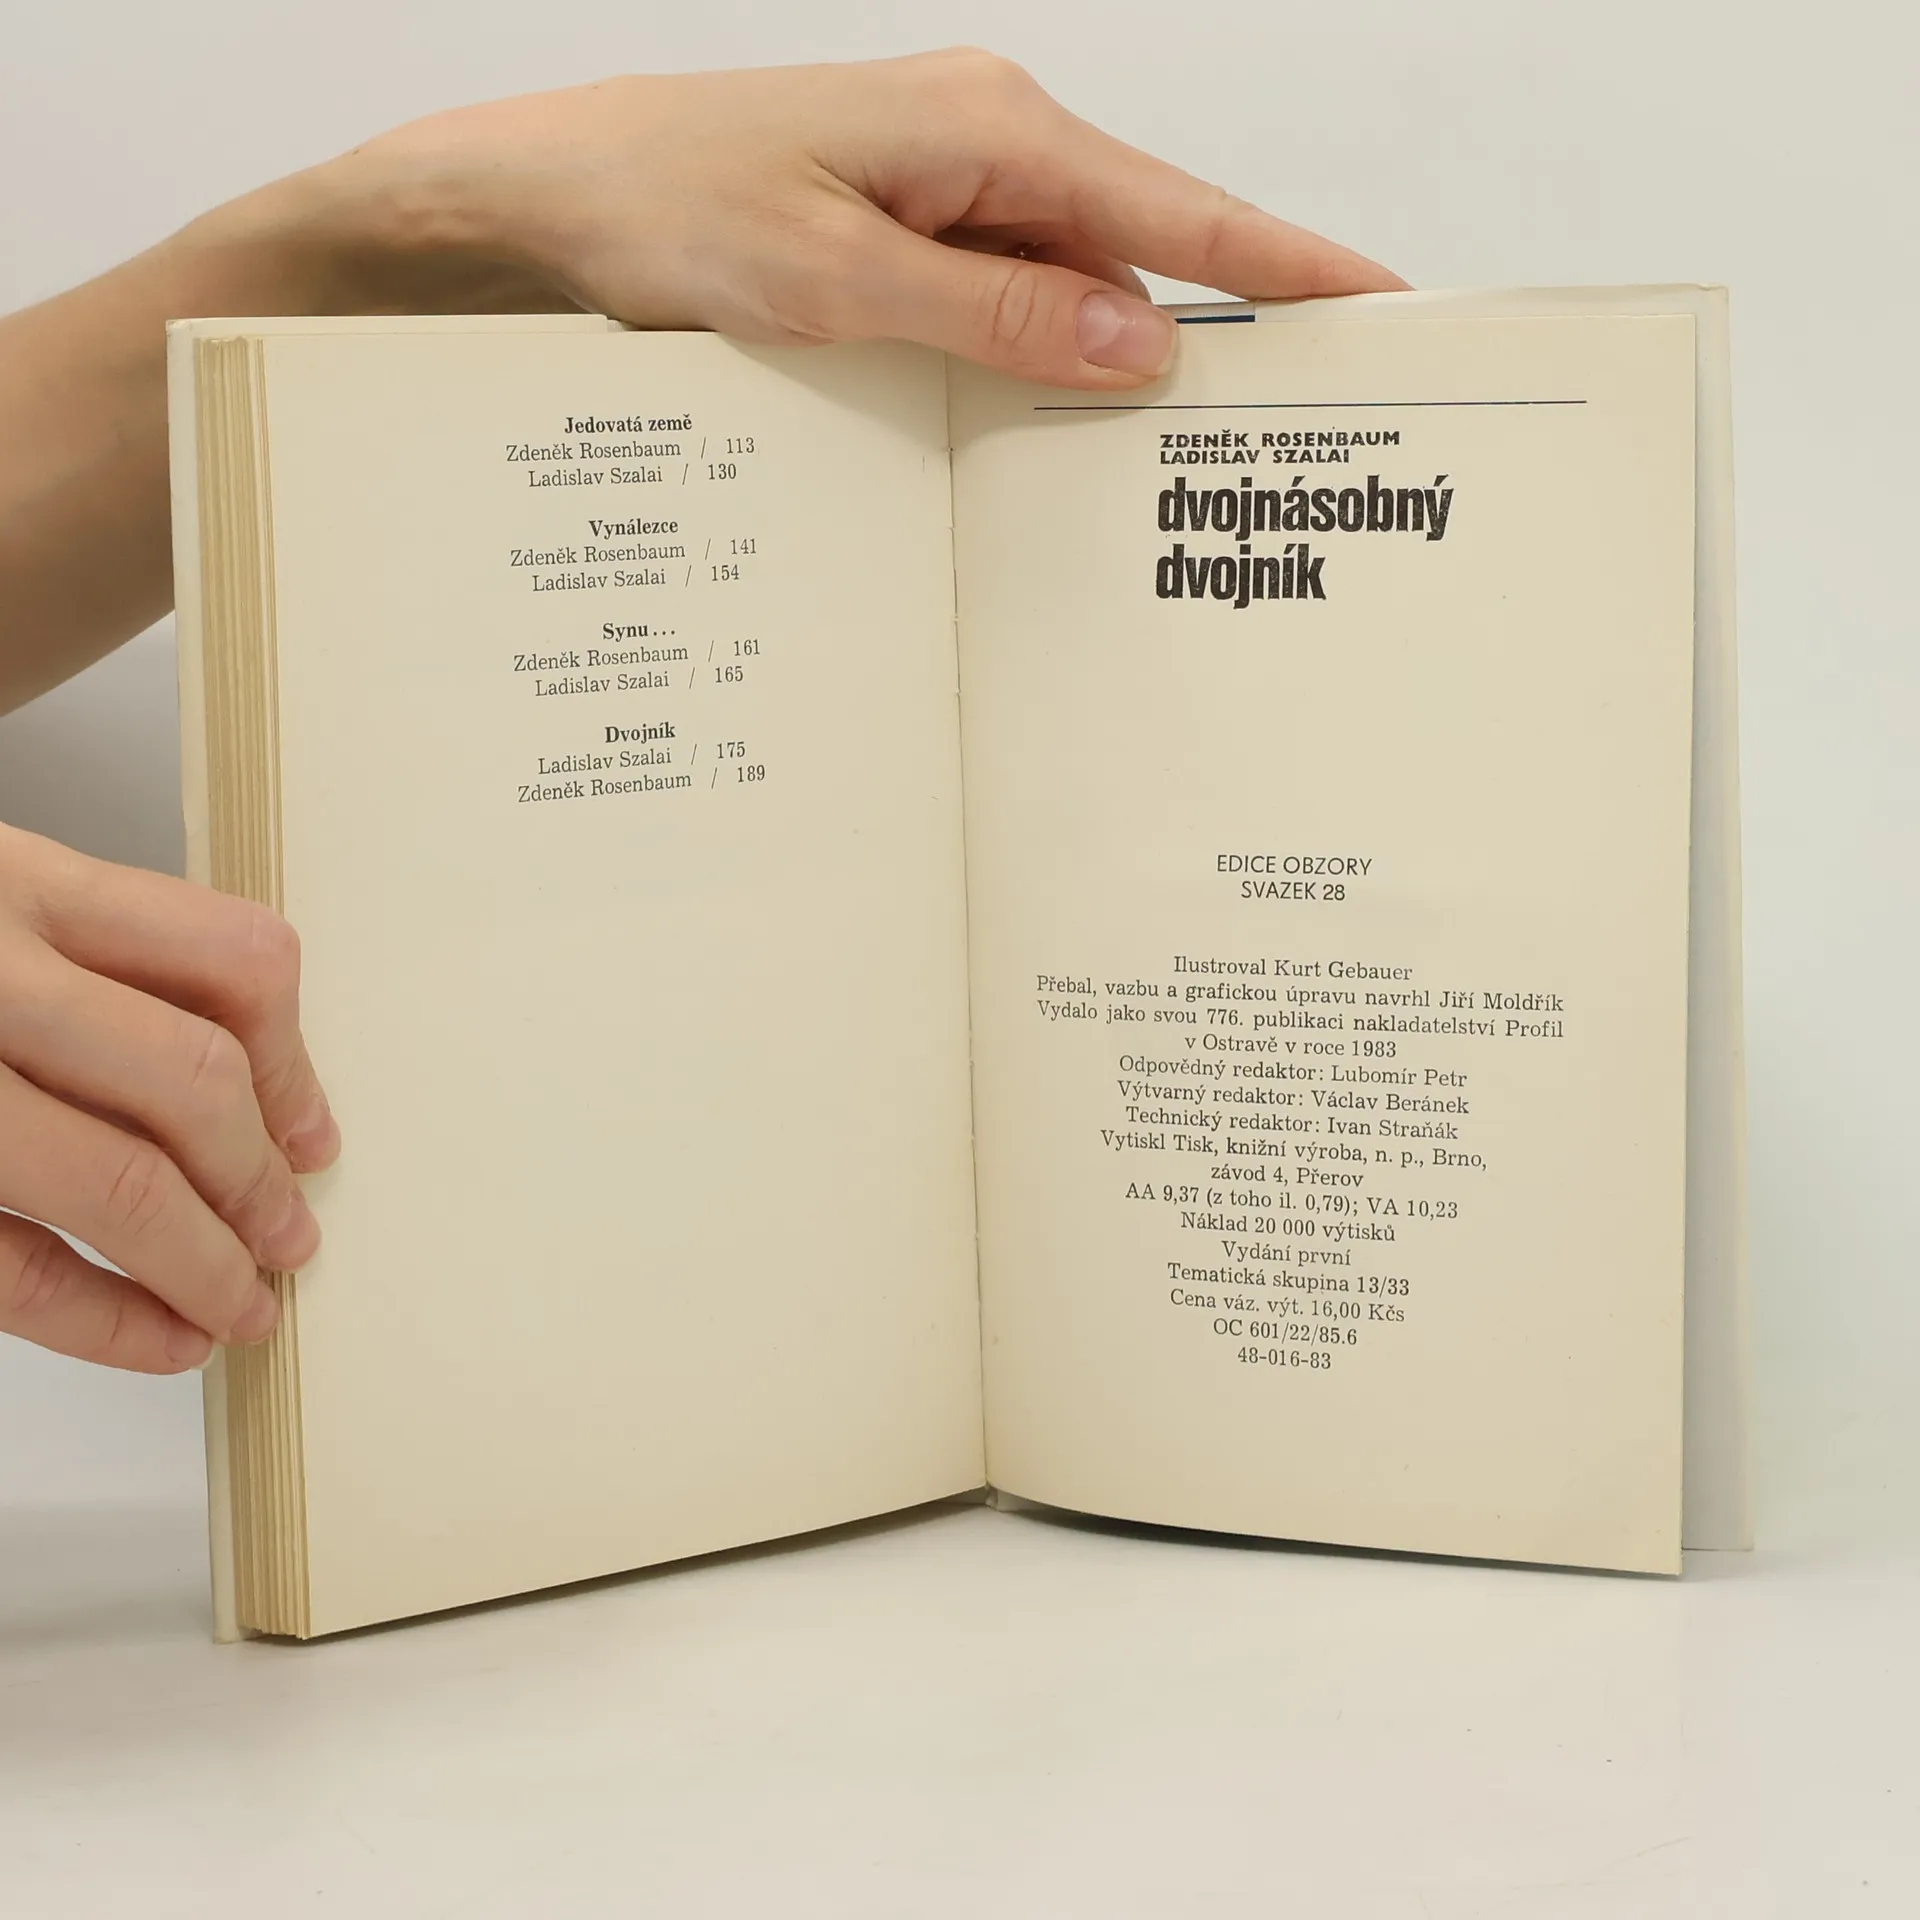 Jedovatá země
Zdeněk Rosenbaum / 113
Ladislav Szalai / 130
Vynálezce
Zdeněk Rosenbaum / 141
Ladislav Szalai / 154
Synu...
Zdeněk Rosenbaum / 161
Ladislav Szalai / 165
Dvojník
Ladislav Szalai / 175
Zdeněk Rosenbaum / 189
ZDENĚK ROSENBAUM
LADISLAV SZALAI
dvojnásobný
dvojník
EDICE OBZORY
SVAZEK 28
Ilustroval Kurt Gebauer
Přebal, vazbu a grafickou úpravu navrhl Jiří Moldřík
Vydalo jako svou 776. publikaci nakladatelství Profil
v Ostravě v roce 1983
Odpovědný redaktor: Lubomír Petr
Výtvarný redaktor: Václav Beránek
Technický redaktor: Ivan Straňák
Vytiskl Tisk, knižní výroba, n. p., Brno,
závod 4, Přerov
AA 9,37 (z toho il. 0,79); VA 10,23
Náklad 20 000 výtisků
Vydání první
Tematická skupina 13/33
Cena váz. výt. 16,00 Kčs
OC 601/22/85.6
48-016-83